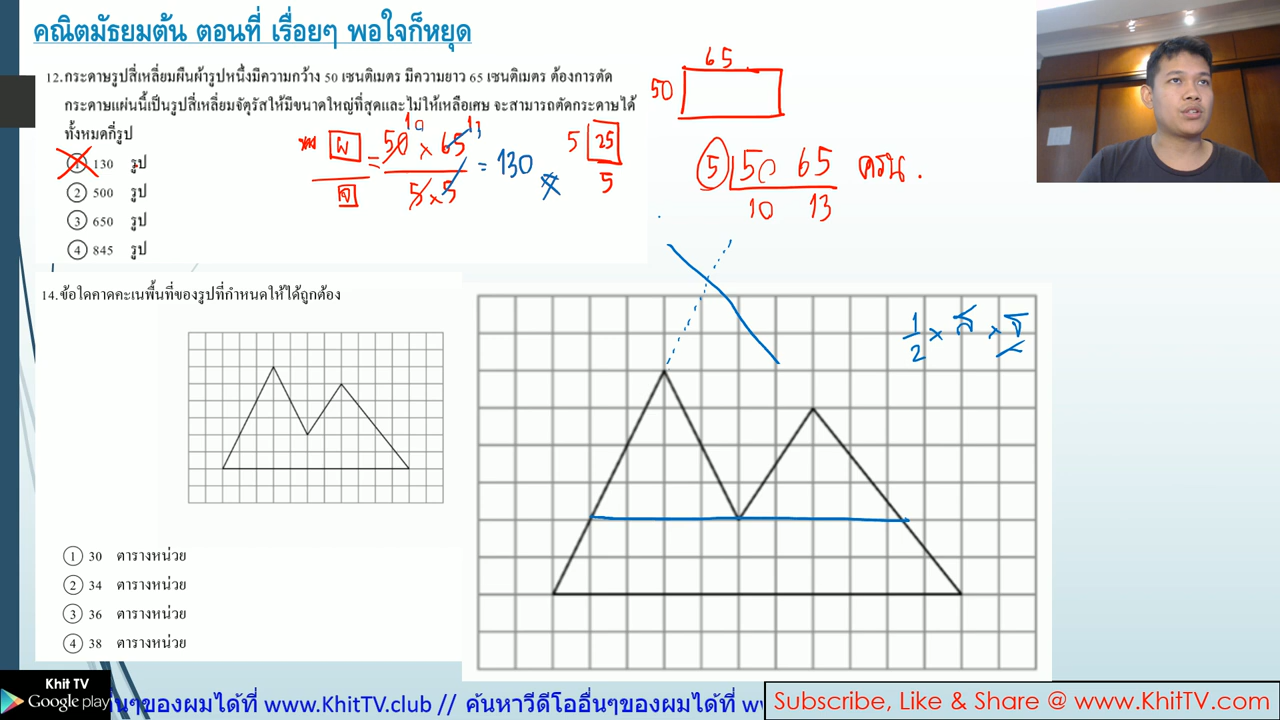 คณิตมัธยมต้น ตอนที่ เรื่อยๆ พอใจก็หยุด
12.กระดาษรูปสี่เหลี่ยมผืนผ้ารูปหนึ่งมีความกว้าง 50 เซนติเมตร มีความยาว 65 เซนติเมตร ต้องการตัด
กระดาษแผ่นนี้เป็นรูปสี่เหลี่ยมจัตุรัสให้มีขนาดใหญ่ที่สุดและไม่ให้เหลือเศษ จะสามารถตัดกระดาษได้
ทั้งหมดกี่รูป
1 130 รูป
2 500 รูป
3 650 รูป
4 845 รูป
10 13
ผ = 50 × 65 = 130
จ 5 × 5
5 25
5
65
50
5 50 65 ครน.
10 13
14.ข้อใดคาดคะเนพื้นที่ของรูปที่กำหนดให้ได้ถูกต้อง
1 30 ตารางหน่วย
2 34 ตารางหน่วย
3 36 ตารางหน่วย
4 38 ตารางหน่วย
1/2 × ส × ฐ
Khit TV
Google play
นๆของผมได้ที่ www.KhitTV.club // ค้นหาวีดีโออื่นๆของผมได้ที่ w
Subscribe, Like & Share @ www.KhitTV.com